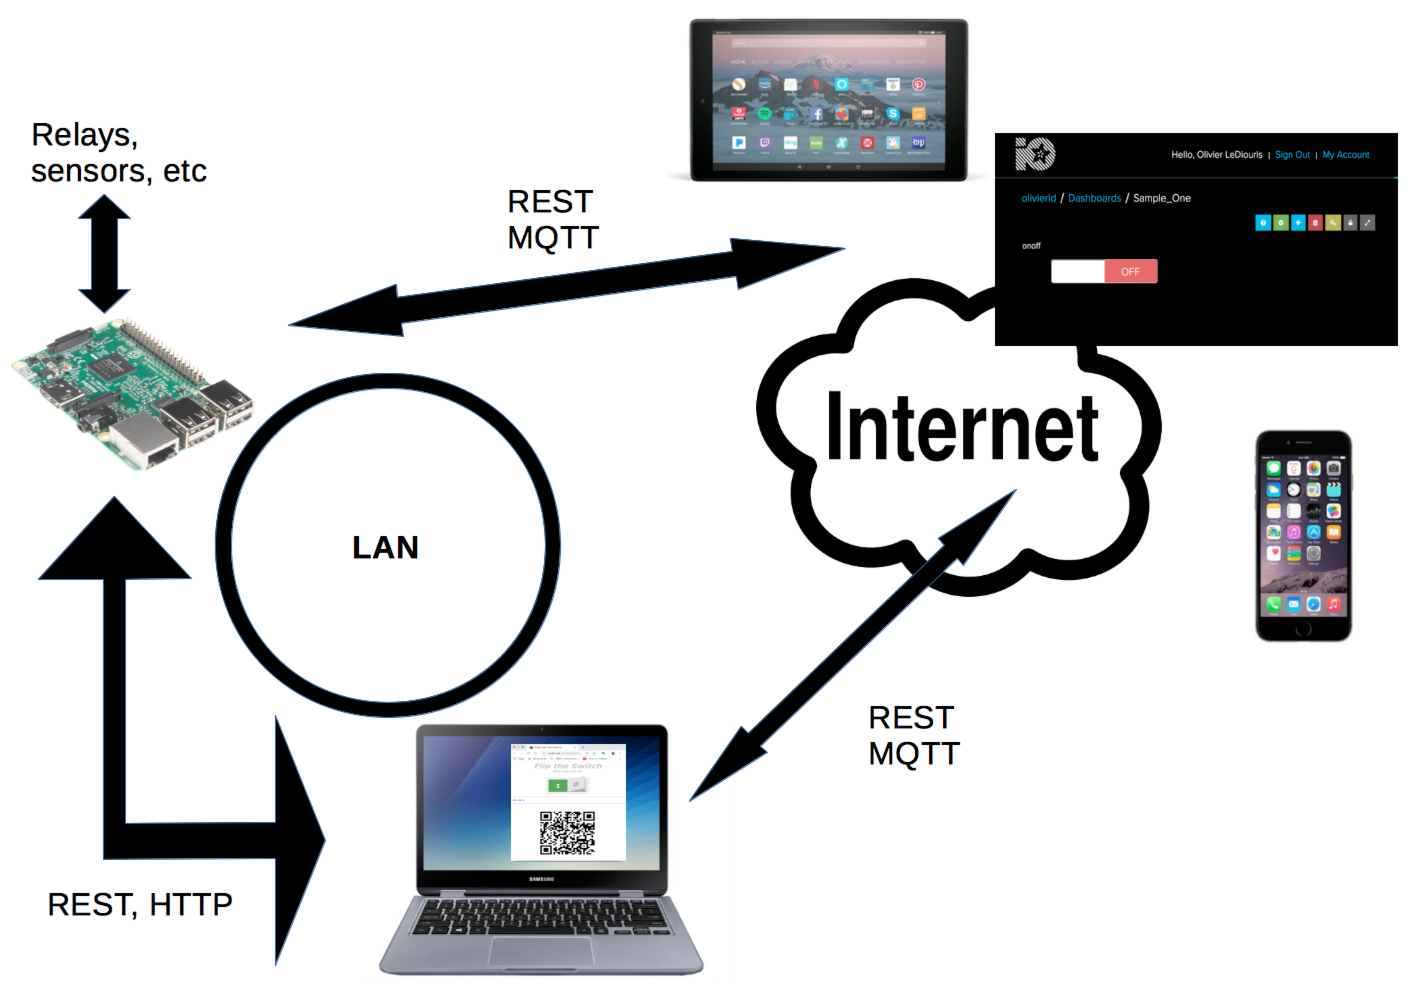 Relays,
sensors, etc
REST
MQTT
Hello, Olivier LeDiouris | Sign Out | My Account
olivierld / Dashboards / Sample_One
onoff
OFF
Internet
LAN
REST
MQTT
Flip the Switch
SAMSUNG
REST, HTTP